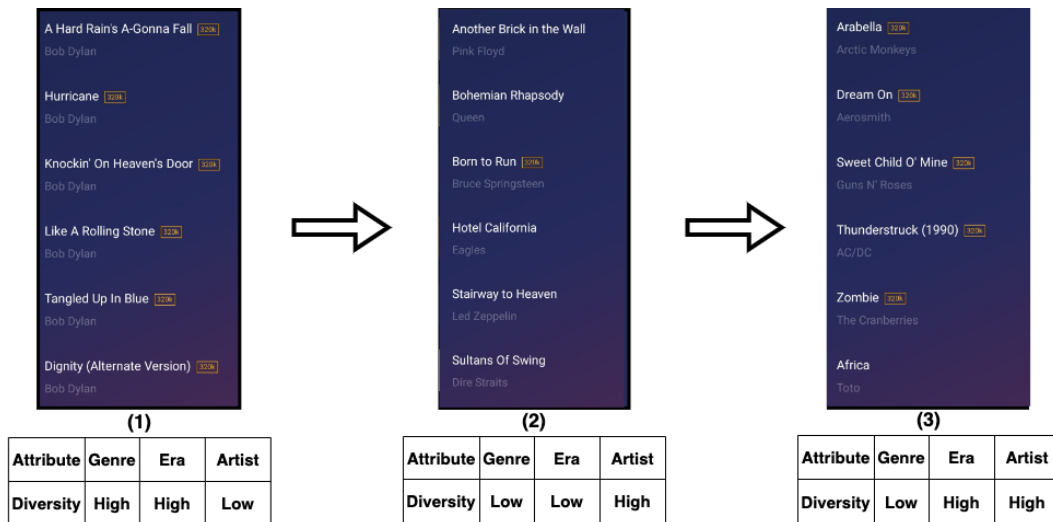 A Hard Rain's A-Gonna Fall 320k
Bob Dylan
Hurricane 320k
Bob Dylan
Knockin' On Heaven's Door 320k
Bob Dylan
Like A Rolling Stone 320k
Bob Dylan
Tangled Up In Blue 320k
Bob Dylan
Dignity (Alternate Version) 320k
Bob Dylan
(1)
Attribute Genre Era Artist
Diversity High High Low
Another Brick in the Wall
Pink Floyd
Bohemian Rhapsody
Queen
Born to Run 320k
Bruce Springsteen
Hotel California
Eagles
Stairway to Heaven
Led Zeppelin
Sultans Of Swing
Dire Straits
(2)
Attribute Genre Era Artist
Diversity Low Low High
Arabella 320k
Arctic Monkeys
Dream On 320k
Aerosmith
Sweet Child O' Mine 320k
Guns N' Roses
Thunderstruck (1990) 320k
AC/DC
Zombie 320k
The Cranberries
Africa
Toto
(3)
Attribute Genre Era Artist
Diversity Low High High